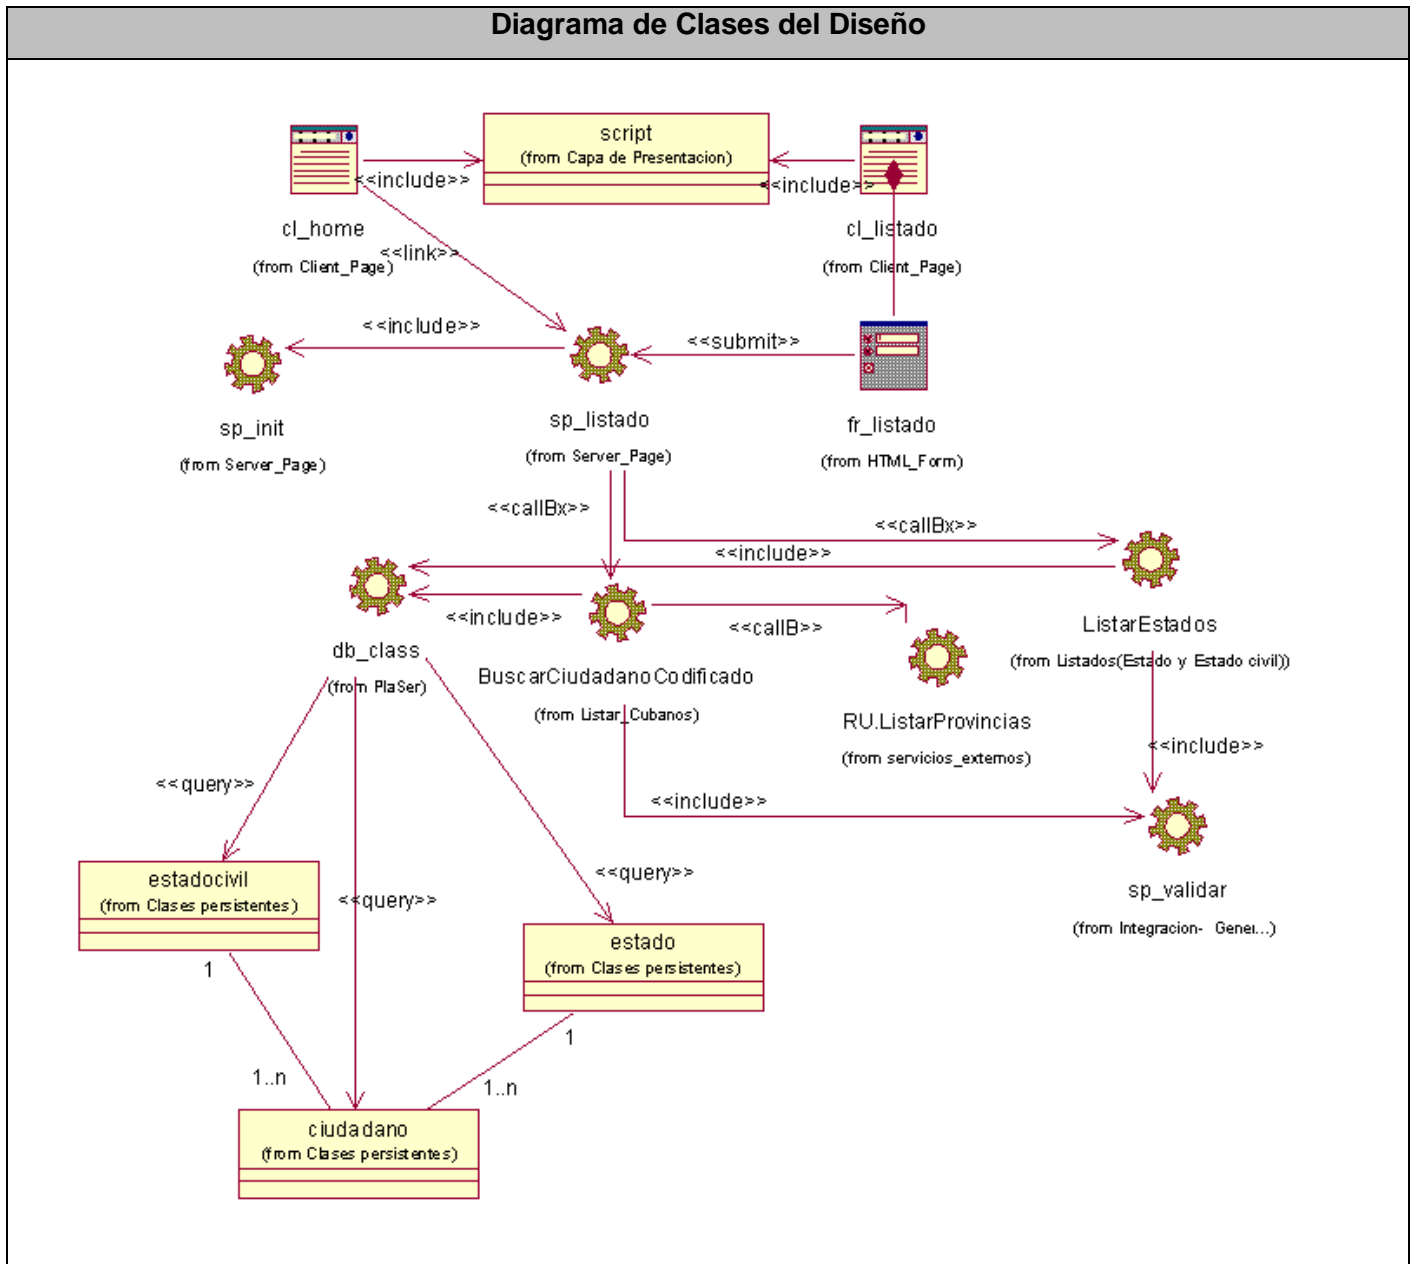 Diagrama de Clases del Diseño
script
(from Capa de Presentacion)
<<include>>
<<include>>
cl_home
(from Client_Page)
cl_listado
(from Client_Page)
<<link>>
<<include>>
<<submit>>
sp_init
(from Server_Page)
sp_listado
(from Server_Page)
fr_listado
(from HTML_Form)
<<callBx>>
<<callBx>>
<<include>>
<<include>>
<<callB>>
db_class
(from PlaSer)
BuscarCiudadanoCodificado
(from Listar_Cubanos)
ListarEstados
(from Listados(Estado y Estado civil))
RU.ListarProvincias
(from servicios_externos)
<<include>>
<<query>>
<<include>>
estadocivil
(from Clases persistentes)
<<query>>
<<query>>
sp_validar
(from Integracion- Gener...)
estado
(from Clases persistentes)
1
1
1..n
1..n
ciudadano
(from Clases persistentes)